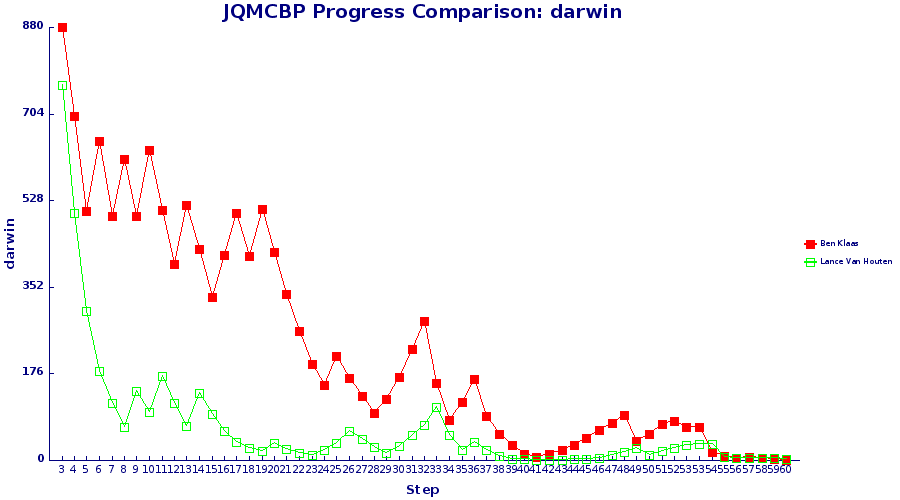 JQMCBP Progress Comparison: darwin
880
704
528
352
176
0
darwin
3 4 5 6 7 8 9 10 11 12 13 14 15 16 17 18 19 20 21 22 23 24 25 26 27 28 29 30 31 32 33 34 35 36 37 38 39 40 41 42 43 44 45 46 47 48 49 50 51 52 53 54 55 56 57 58 59 60
Step
Ben Klaas
Lance Van Houten